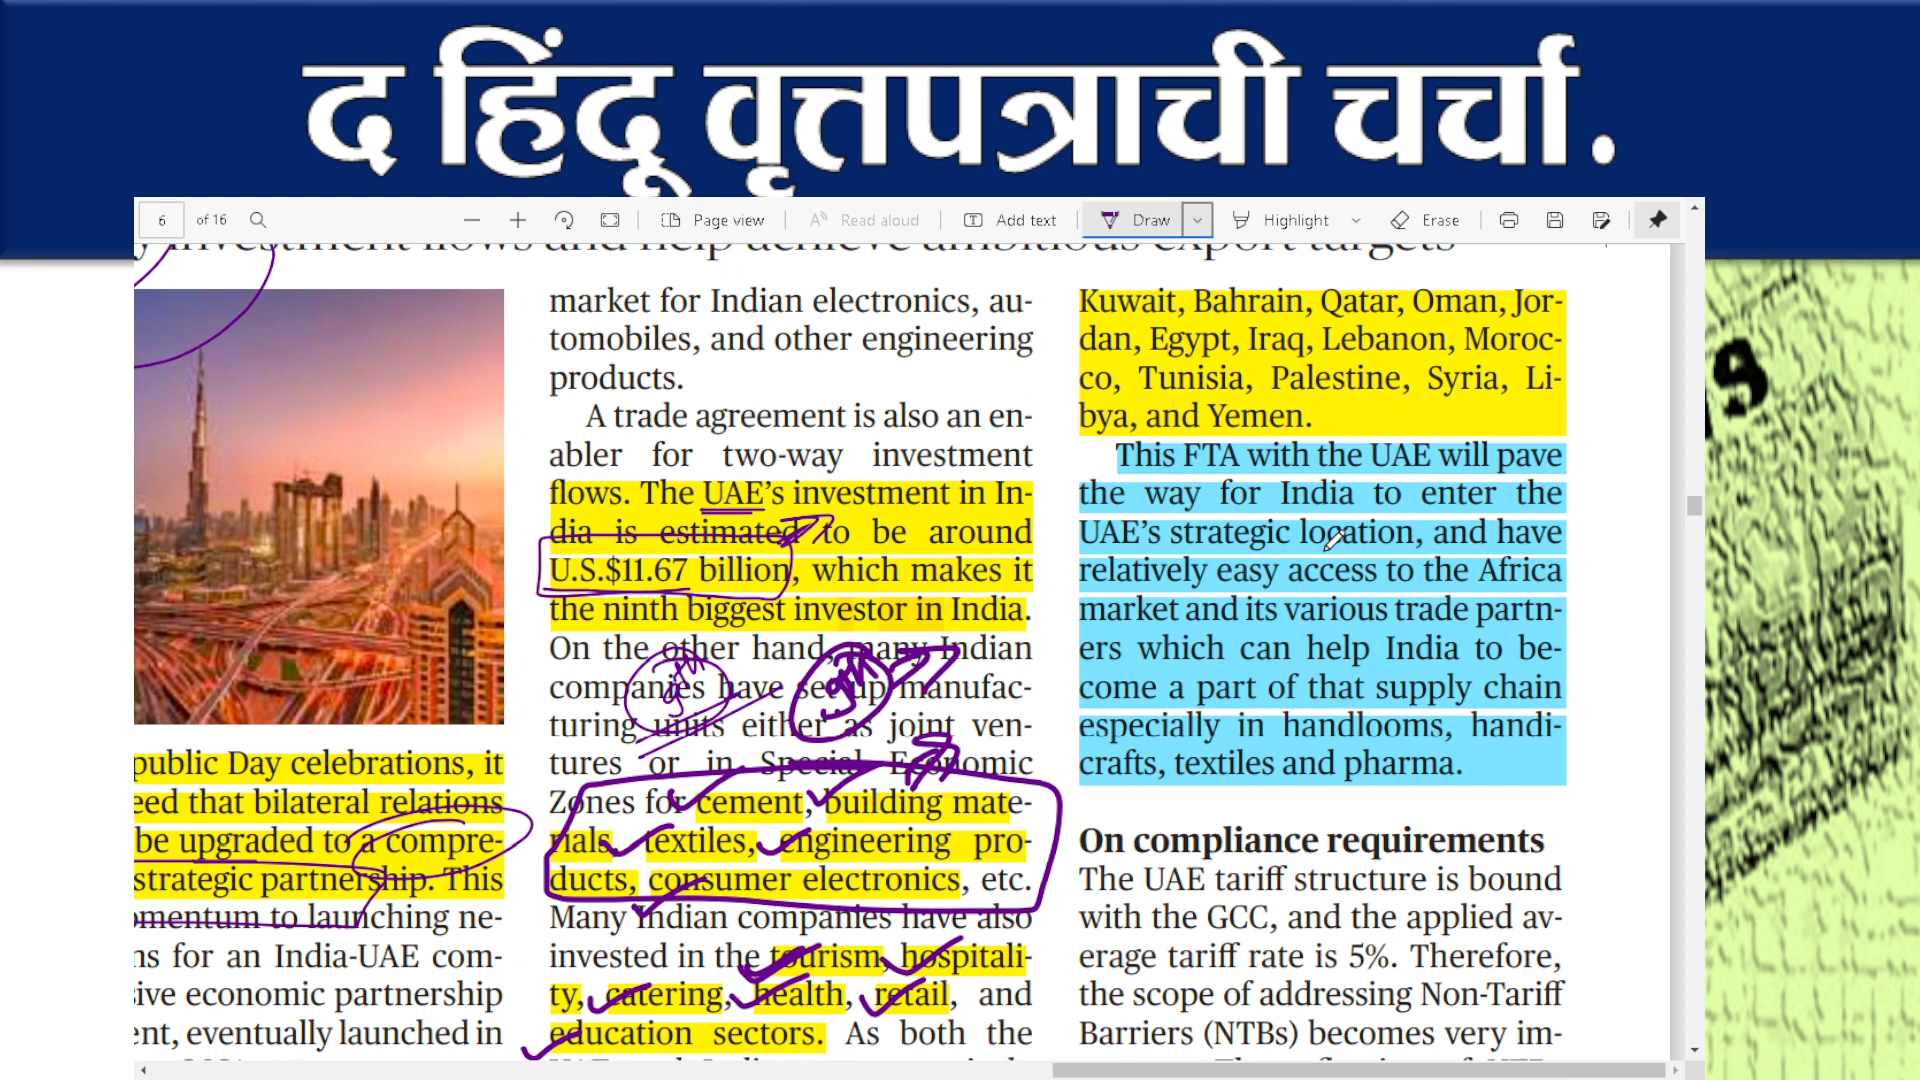 द हिंदू वृत्तपत्राची चर्चा.
6 of 16 Page view Read aloud Add text Draw Highlight Erase
y investment flows and help achieve ambitious export targets
public Day celebrations, it
eed that bilateral relations
be upgraded to a compre-
strategic partnership. This
omentum to launching ne-
ns for an India-UAE com-
sive economic partnership
ent, eventually launched in
market for Indian electronics, au-
tomobiles, and other engineering
products.
A trade agreement is also an en-
abler for two-way investment
flows. The UAE's investment in In-
dia is estimated to be around
U.S.$11.67 billion, which makes it
the ninth biggest investor in India.
On the other hand, many Indian
companies have set up manufac-
turing units either as joint ven-
tures or in Special Economic
Zones for cement, building mate-
rials, textiles, engineering pro-
ducts, consumer electronics, etc.
Many Indian companies have also
invested in the tourism, hospitali-
ty, catering, health, retail, and
education sectors. As both the
Kuwait, Bahrain, Qatar, Oman, Jor-
dan, Egypt, Iraq, Lebanon, Moroc-
co, Tunisia, Palestine, Syria, Li-
bya, and Yemen.
This FTA with the UAE will pave
the way for India to enter the
UAE's strategic location, and have
relatively easy access to the Africa
market and its various trade partn-
ers which can help India to be-
come a part of that supply chain
especially in handlooms, handi-
crafts, textiles and pharma.
On compliance requirements
The UAE tariff structure is bound
with the GCC, and the applied av-
erage tariff rate is 5%. Therefore,
the scope of addressing Non-Tariff
Barriers (NTBs) becomes very im-